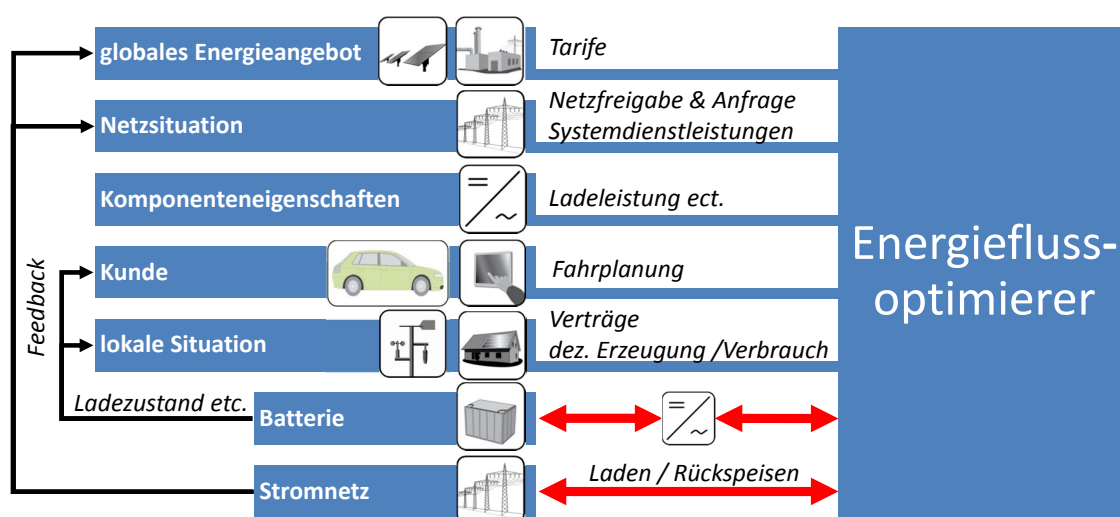 globales Energieangebot
Tarife
Netzsituation
Netzfreigabe & Anfrage
Systemdienstleistungen
Komponenteneigenschaften
Ladeleistung ect.
Kunde
Fahrplanung
lokale Situation
Verträge
dez. Erzeugung /Verbrauch
Feedback
Ladezustand etc.
Batterie
Stromnetz
Laden / Rückspeisen
Energiefluss-
optimierer